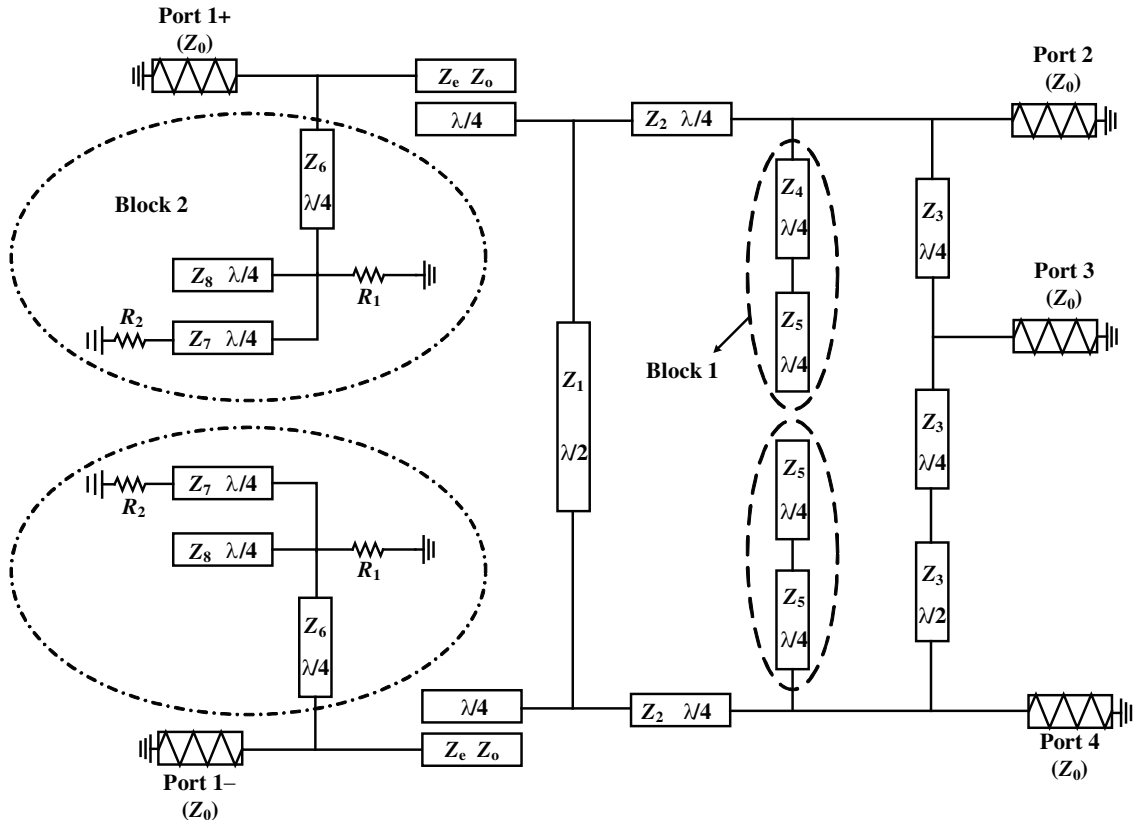 Port 1+
(Z0)
Ze Zo
λ/4
Z2 λ/4
Port 2
(Z0)
Z6
λ/4
Block 2
Z8 λ/4
R1
R2
Z7 λ/4
Z4
λ/4
Z5
λ/4
Z3
λ/4
Port 3
(Z0)
Block 1
Z1
λ/2
Z3
λ/4
Z7 λ/4
R2
Z8 λ/4
R1
Z5
λ/4
Z5
λ/4
Z3
λ/2
Z6
λ/4
λ/4
Z2 λ/4
Ze Zo
Port 1−
(Z0)
Port 4
(Z0)